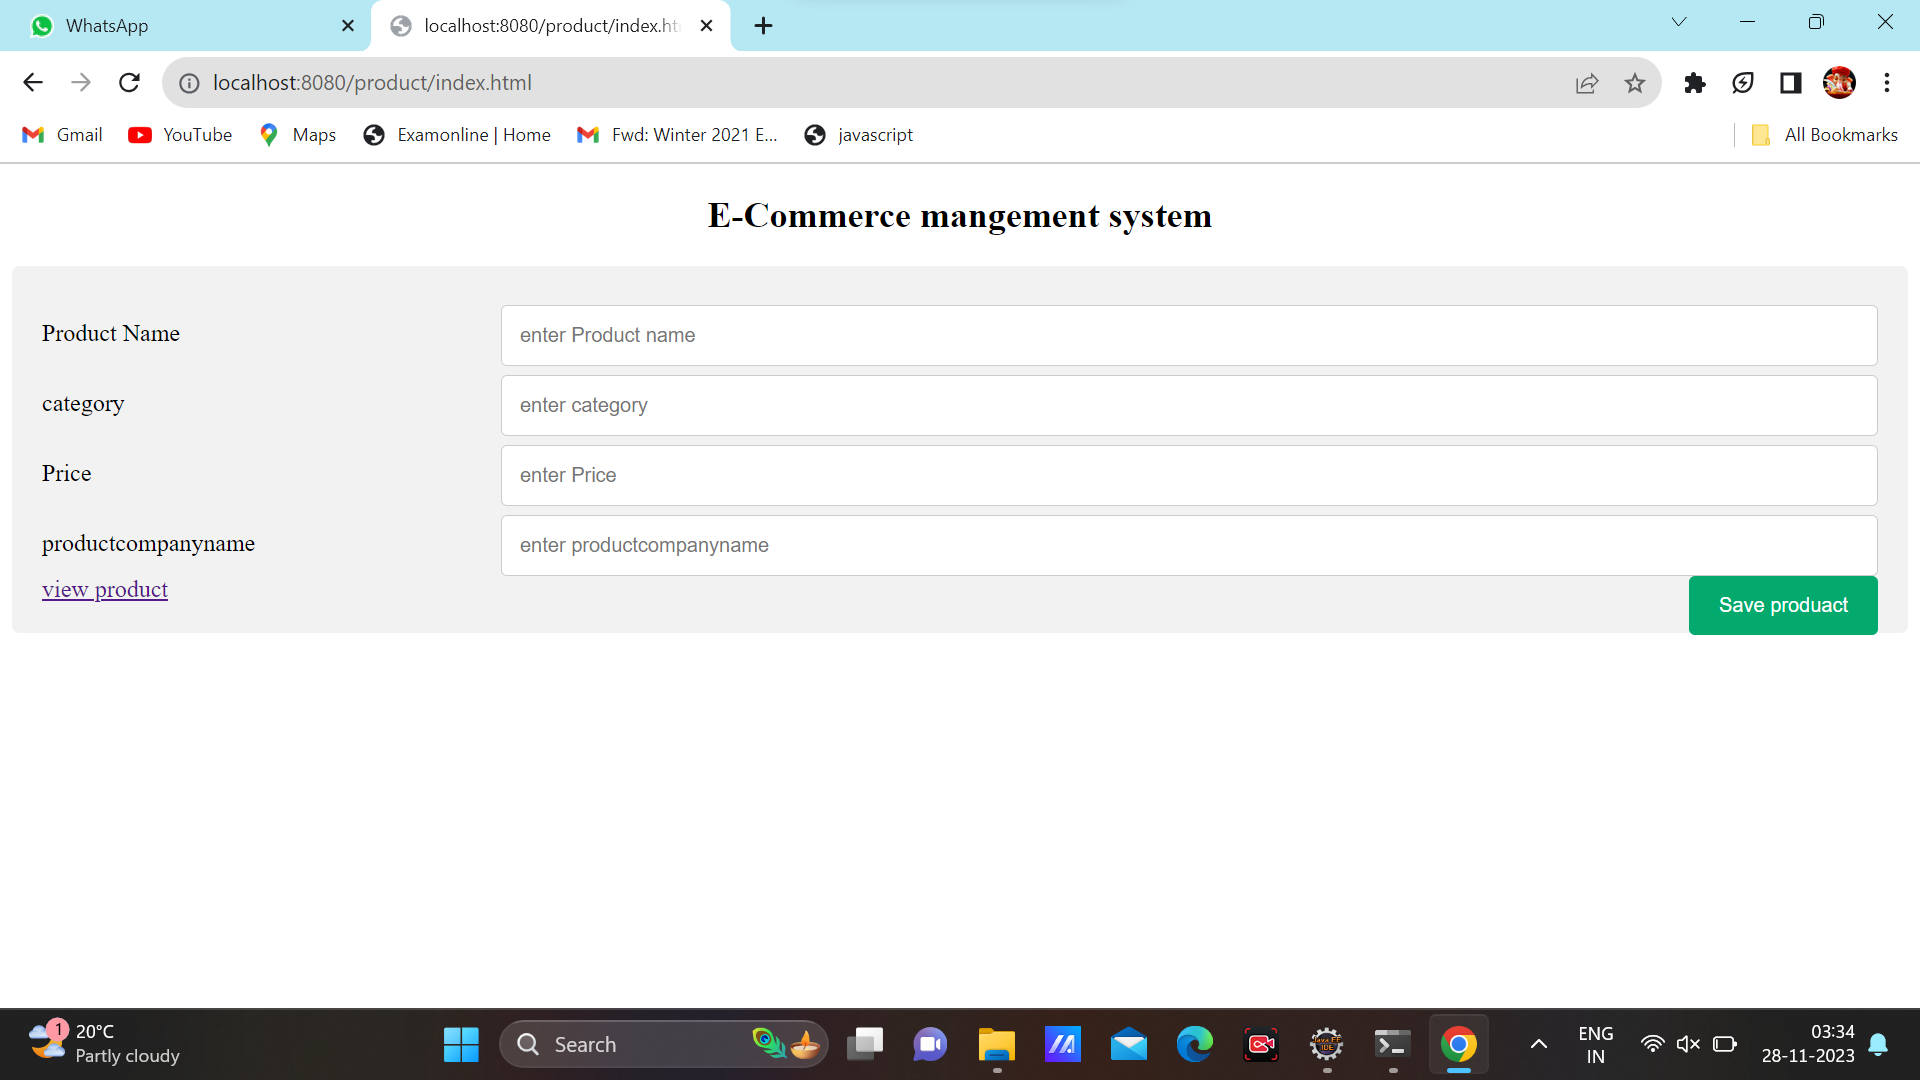 WhatsApp
localhost:8080/product/index.ht
localhost:8080/product/index.html
Gmail YouTube Maps Examonline | Home Fwd: Winter 2021 E... javascript All Bookmarks
E-Commerce mangement system
Product Name enter Product name
category enter category
Price enter Price
productcompanyname enter productcompanyname
view product Save produact
1 20°C
Partly cloudy
Search
ENG
IN
03:34
28-11-2023